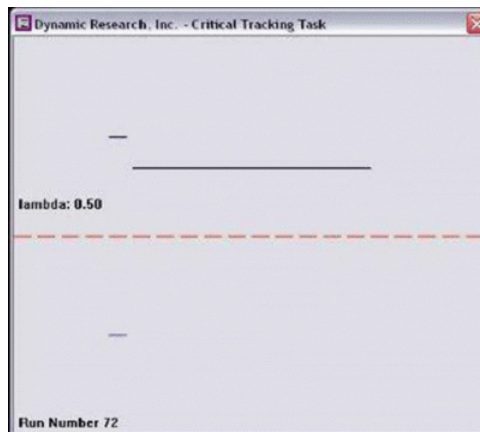 Dynamic Research, Inc. - Critical Tracking Task
lambda: 0.50
Run Number 72